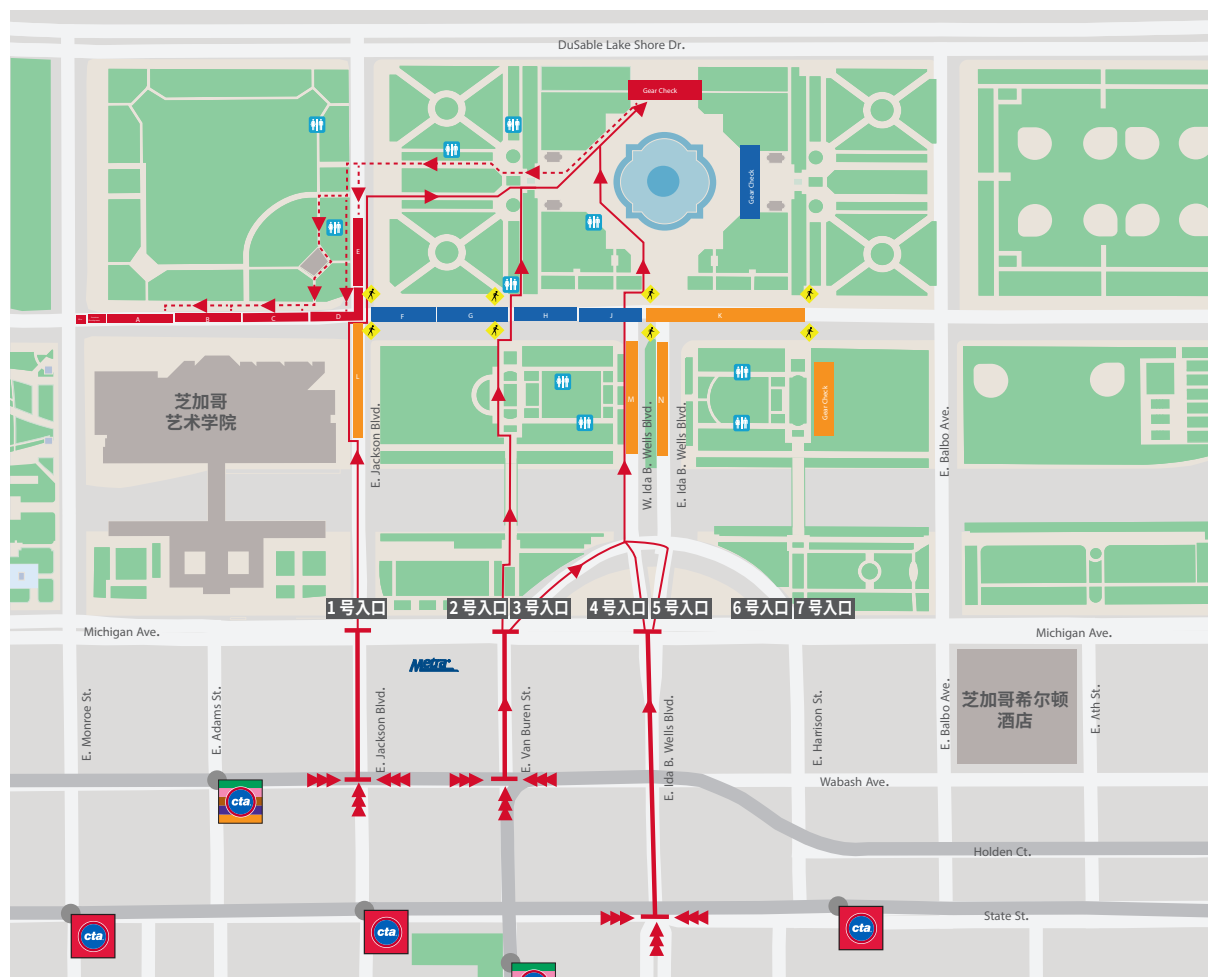 DuSable Lake Shore Dr.
Gear Check
Gear Check
E
A
B
C
D
F
G
H
J
K
L
M
N
Gear Check
芝加哥
艺术学院
E. Jackson Blvd.
W. Ida B. Wells Blvd.
E. Ida B. Wells Blvd.
E. Balbo Ave.
1 号入口
2 号入口
3 号入口
4 号入口
5 号入口
6 号入口
7 号入口
Michigan Ave.
Michigan Ave.
Metra
芝加哥希尔顿
酒店
E. Monroe St.
E. Adams St.
E. Jackson Blvd.
E. Van Buren St.
E. Ida B. Wells Blvd.
E. Harrison St.
E. Balbo Ave.
Wabash Ave.
cta
Holden Ct.
State St.
cta
cta
cta
cta